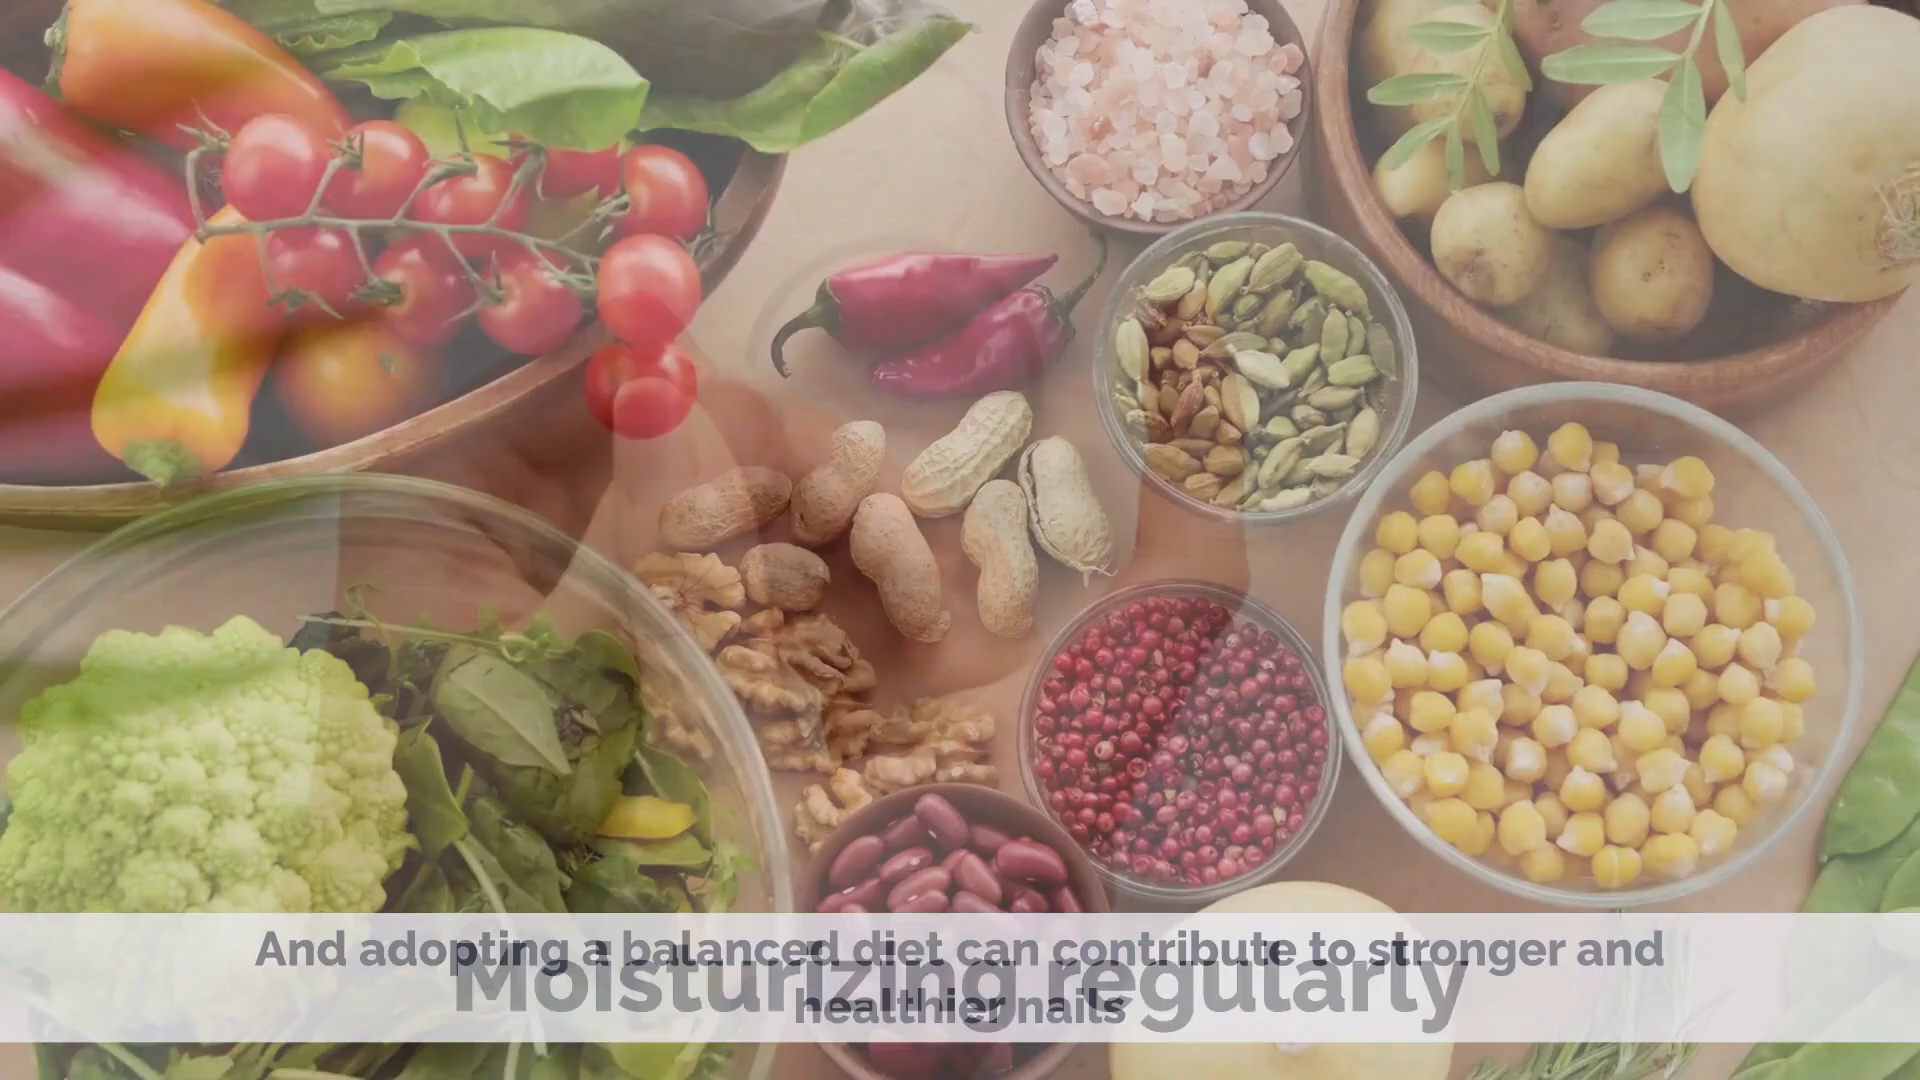 And adopting a balanced diet can contribute to stronger and
healthier nails
Moisturizing regularly